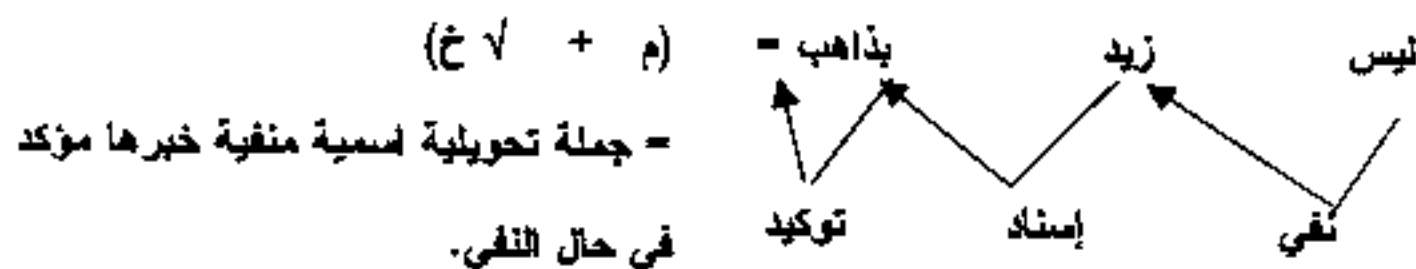 ليس زيد بذاهب = (م + √ خ)
= جملة تحويلية اسمية منفية خبرها مؤكد
نفي إسناد توكيد
في حال النفي.